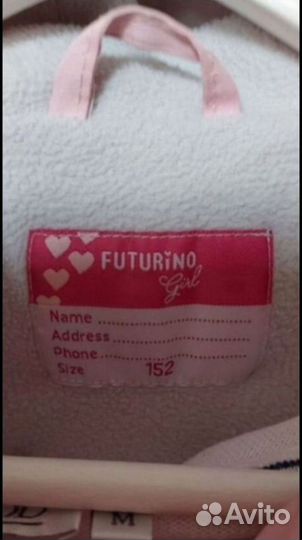 FUTURINO
Girl
Name
Address
Phone
Size 152
M
Avito